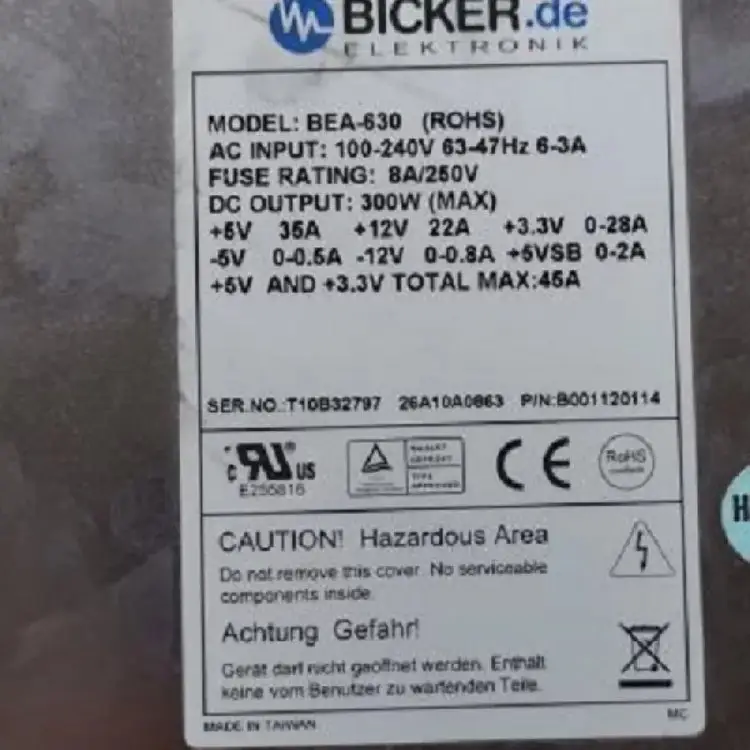 BICKER.de
ELEKTRONIK
MODEL: BEA-630 (ROHS)
AC INPUT: 100-240V 63-47Hz 6-3A
FUSE RATING: 8A/250V
DC OUTPUT: 300W (MAX)
+5V 35A +12V 22A +3.3V 0-28A
-5V 0-0.5A -12V 0-0.8A +5VSB 0-2A
+5V AND +3.3V TOTAL MAX:45A
SER.NO.:T10B32797 26A10A0863 P/N:B001120114
c RU US
E255816
CE
RoHS
CAUTION! Hazardous Area
Do not remove this cover. No serviceable
components inside.
Achtung Gefahr!
Gerät darf nicht geöffnet werden. Enthält
keine vom Benutzer zu wartenden Teile.
MADE IN TAIWAN
MC
H